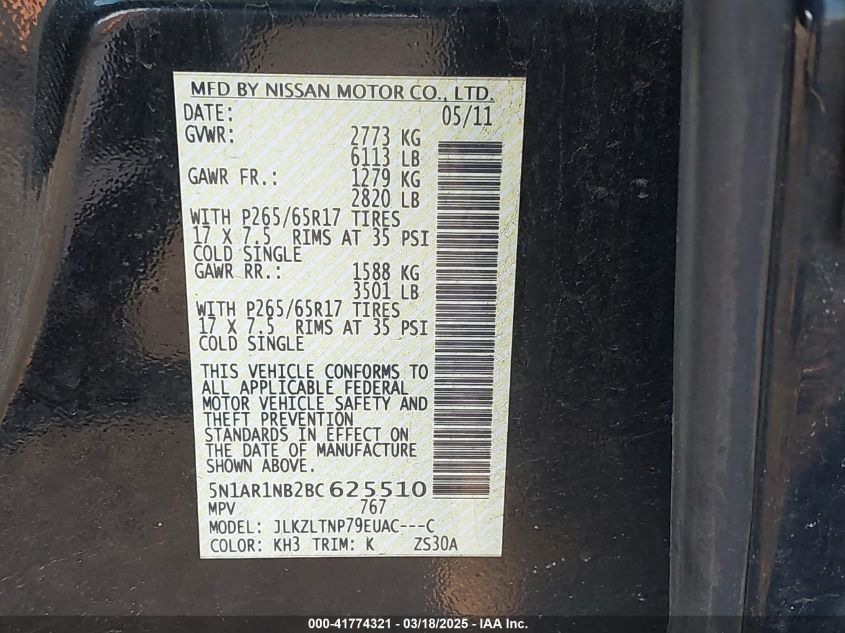 MFD BY NISSAN MOTOR CO., LTD.
DATE: 05/11
GVWR: 2773 KG
6113 LB
GAWR FR.: 1279 KG
2820 LB
WITH P265/65R17 TIRES
17 X 7.5 RIMS AT 35 PSI
COLD SINGLE
GAWR RR.: 1588 KG
3501 LB
WITH P265/65R17 TIRES
17 X 7.5 RIMS AT 35 PSI
COLD SINGLE
THIS VEHICLE CONFORMS TO
ALL APPLICABLE FEDERAL
MOTOR VEHICLE SAFETY AND
THEFT PREVENTION
STANDARDS IN EFFECT ON
THE DATE OF MANUFACTURE
SHOWN ABOVE.
5N1AR1NB2BC 625510
MPV 767
MODEL: JLKZLTNP79EUAC---C
COLOR: KH3 TRIM: K ZS30A
000-41774321 - 03/18/2025 - IAA Inc.